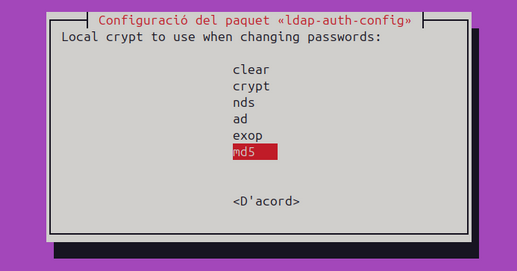 Configuració del paquet «ldap-auth-config»
Local crypt to use when changing passwords:
clear
crypt
nds
ad
exop
md5
<D'acord>